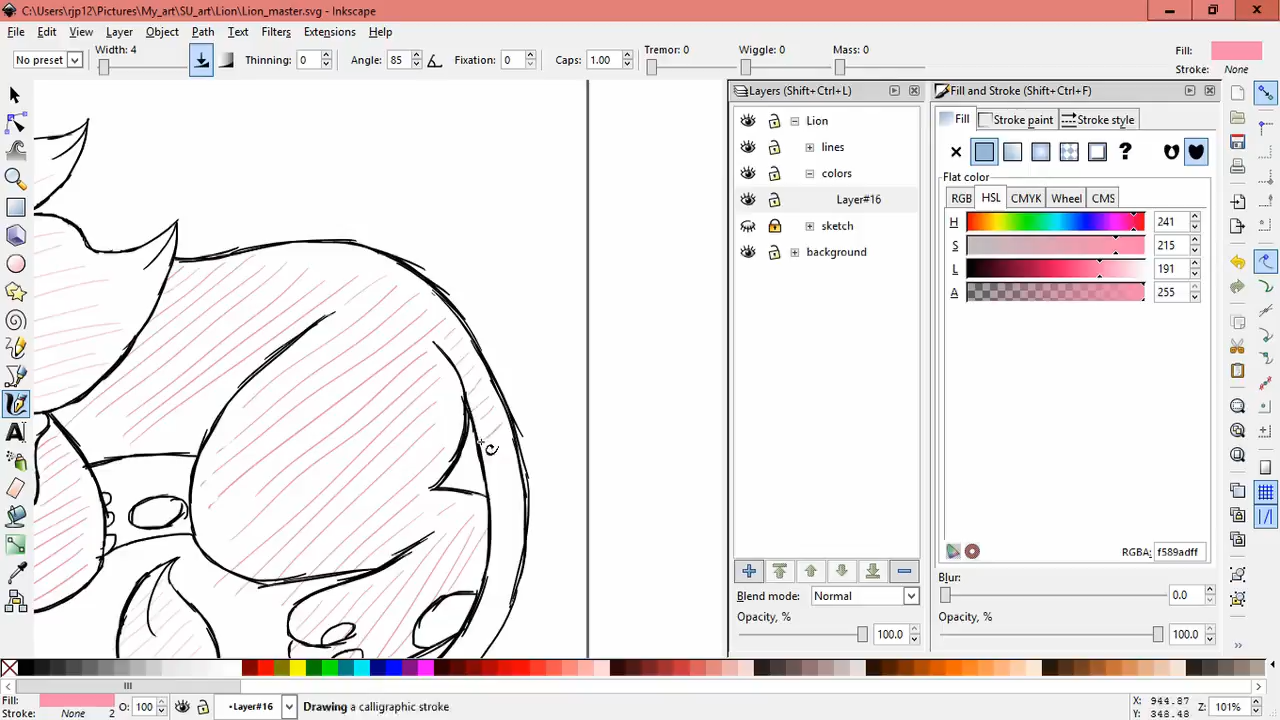 C:\Users\rjp12\Pictures\My_art\SU_art\Lion\Lion_master.svg - Inkscape
File Edit View Layer Object Path Text Filters Extensions Help
No preset Width: 4 Thinning: 0 Angle: 85 Fixation: 0 Caps: 1.00 Tremor: 0 Wiggle: 0 Mass: 0 Fill:
Stroke: None
Layers (Shift+Ctrl+L)
Lion
lines
colors
Layer#16
sketch
background
Blend mode: Normal
Opacity, % 100.0
Fill and Stroke (Shift+Ctrl+F)
Fill Stroke paint Stroke style
?
Flat color
RGB HSL CMYK Wheel CMS
H 241
S 215
L 191
A 255
RGBA: f589adff
Blur:
0.0
Opacity, %
100.0
Fill: O: 100 •Layer#16 Drawing a calligraphic stroke X: 944.87 Z: 101%
Stroke: None 2 Y: 348.48